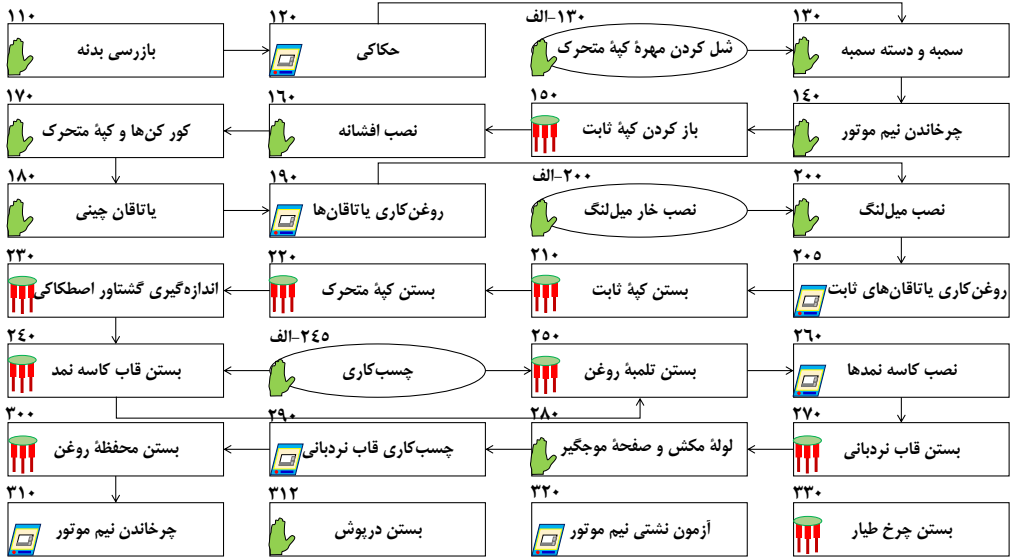 ۱۱۰
بازرسی بدنه
۱۲۰
حکاکی
۱۳۰-الف
شل کردن مهرهٔ کپهٔ متحرک
۱۳۰
سمبه و دسته سمبه
۱۷۰
کور کن‌ها و کپهٔ متحرک
۱۶۰
نصب افشانه
۱۵۰
باز کردن کپهٔ ثابت
۱٤۰
چرخاندن نیم موتور
۱۸۰
یاتاقان چینی
۱۹۰
روغن‌کاری یاتاقان‌ها
۲۰۰-الف
نصب خار میل‌لنگ
۲۰۰
نصب میل‌لنگ
۲۳۰
اندازه‌گیری گشتاور اصطکاکی
۲۲۰
بستن کپهٔ متحرک
۲۱۰
بستن کپهٔ ثابت
۲۰٥
روغن‌کاری یاتاقان‌های ثابت
۲٤۰
بستن قاب کاسه نمد
۲٤٥-الف
چسب‌کاری
۲٥۰
بستن تلمبهٔ روغن
۲٦۰
نصب کاسه نمدها
۳۰۰
بستن محفظهٔ روغن
۲۹۰
چسب‌کاری قاب نردبانی
۲۸۰
لولهٔ مکش و صفحهٔ موجگیر
۲۷۰
بستن قاب نردبانی
۳۱۰
چرخاندن نیم موتور
۳۱۲
بستن درپوش
۳۲۰
آزمون نشتی نیم موتور
۳۳۰
بستن چرخ طیار